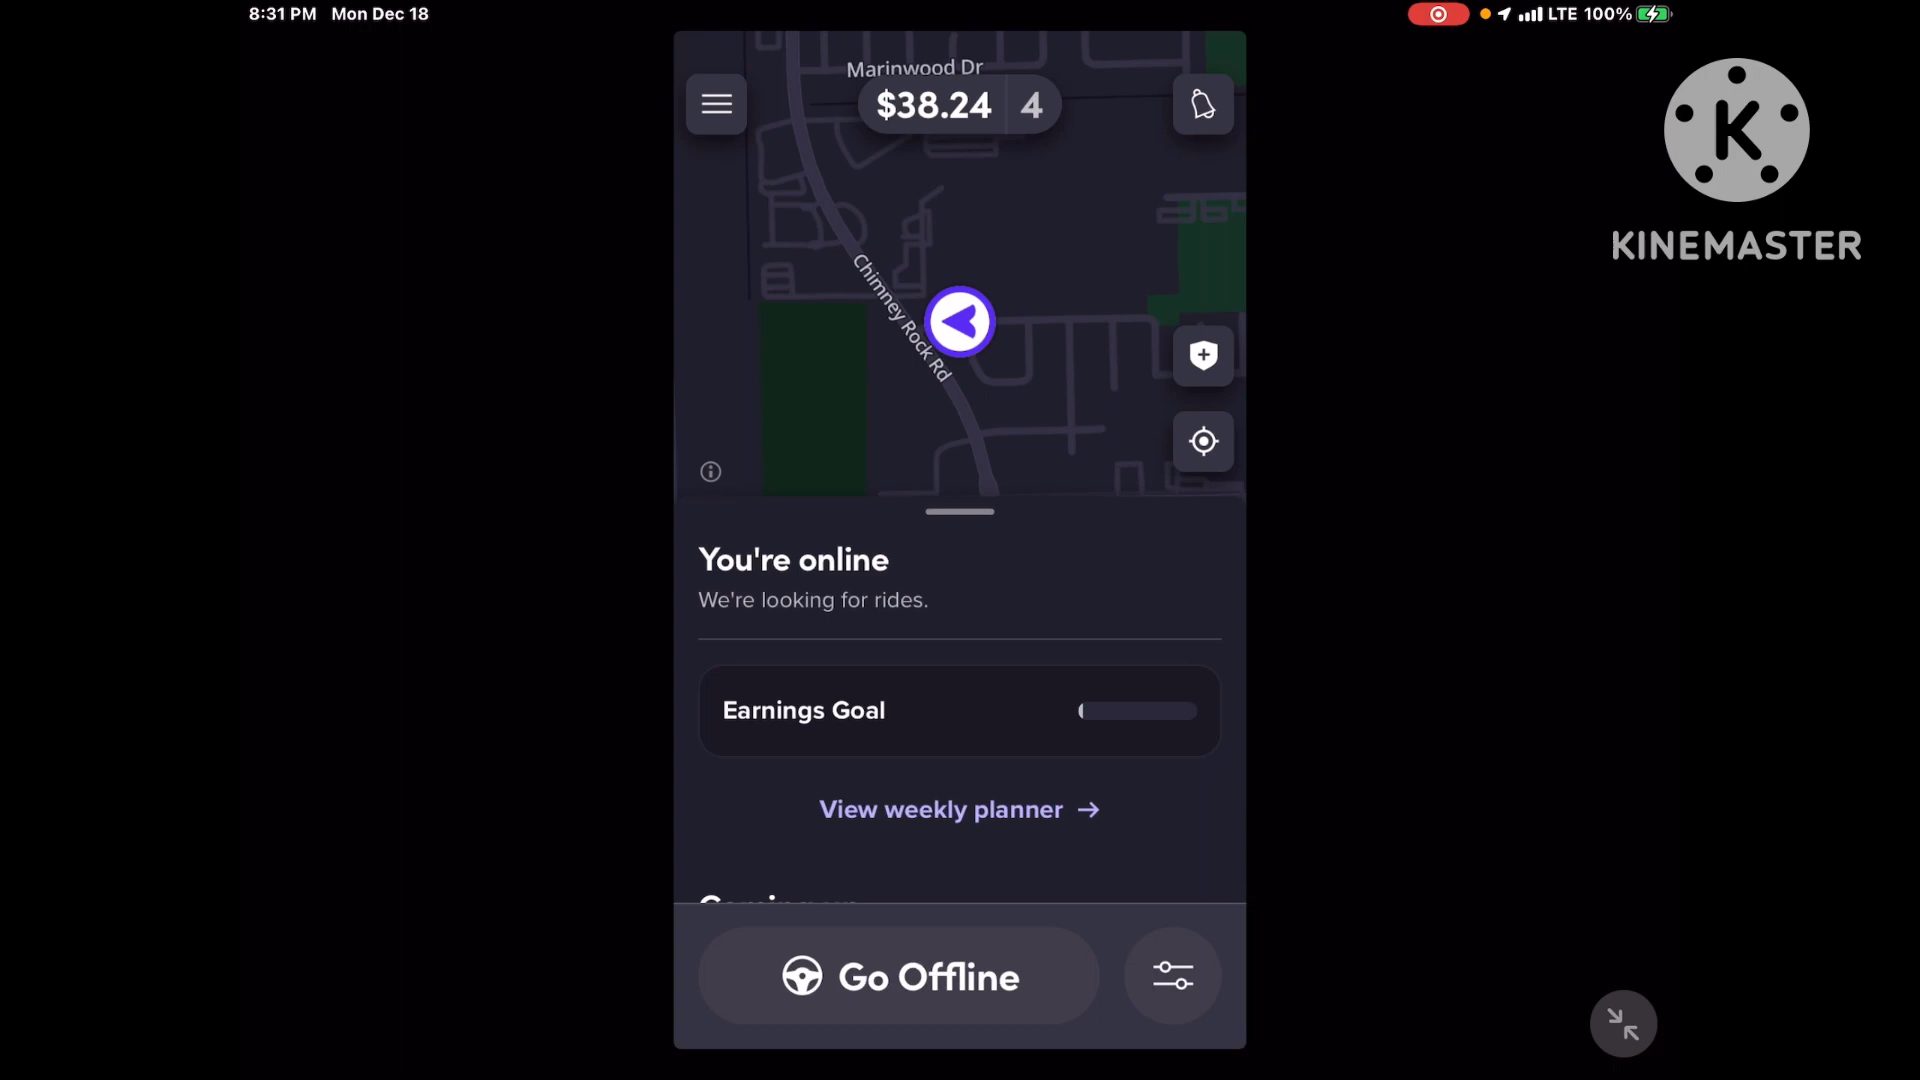 8:31 PM Mon Dec 18
LTE 100%
KINEMASTER
Marinwood Dr
$38.24 4
Chimney Rock Rd
You're online
We're looking for rides.
Earnings Goal
View weekly planner →
Go Offline